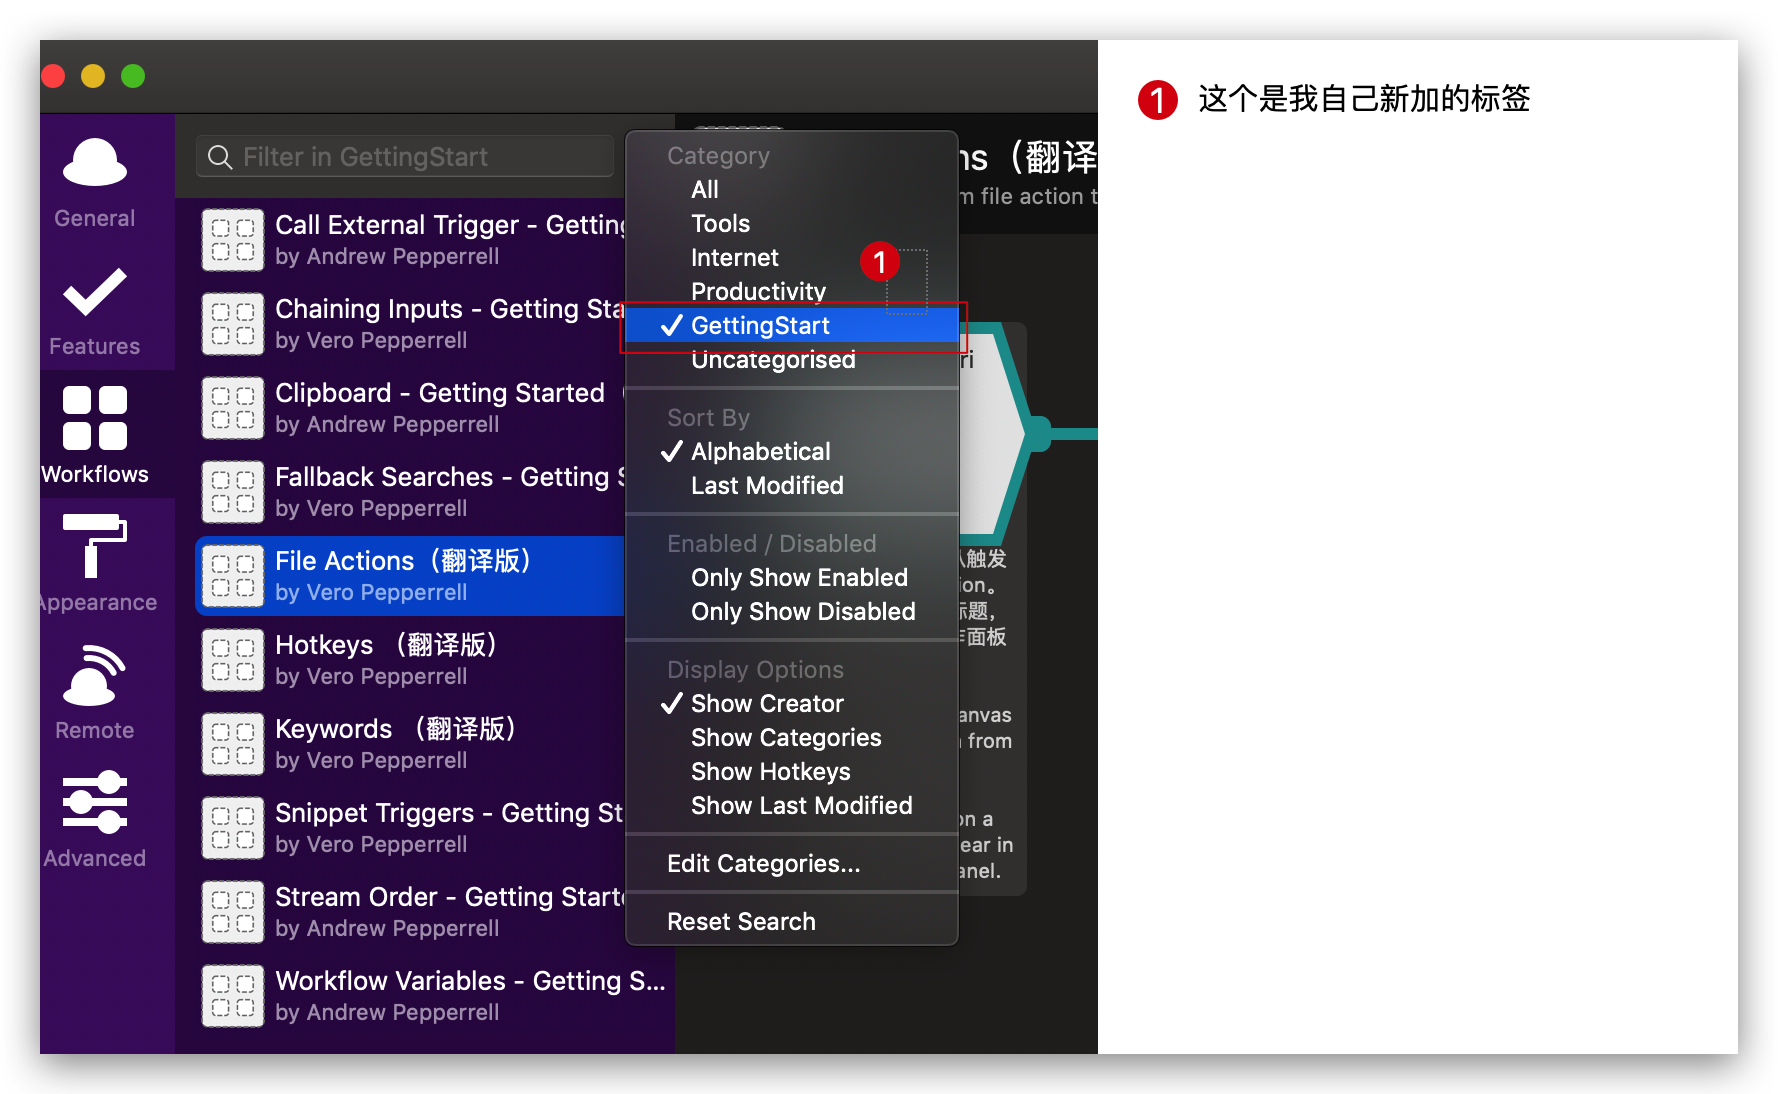 General
Features
Workflows
Appearance
Remote
Advanced
Filter in GettingStart
Call External Trigger - Getting
by Andrew Pepperrell
Chaining Inputs - Getting Sta
by Vero Pepperrell
Clipboard - Getting Started（
by Andrew Pepperrell
Fallback Searches - Getting S
by Vero Pepperrell
File Actions（翻译版）
by Vero Pepperrell
Hotkeys （翻译版）
by Vero Pepperrell
Keywords （翻译版）
by Vero Pepperrell
Snippet Triggers - Getting St
by Vero Pepperrell
Stream Order - Getting Starte
by Andrew Pepperrell
Workflow Variables - Getting S...
by Andrew Pepperrell
Category
All
Tools
Internet
Productivity
GettingStart
Uncategorised
Sort By
Alphabetical
Last Modified
Enabled / Disabled
Only Show Enabled
Only Show Disabled
Display Options
Show Creator
Show Categories
Show Hotkeys
Show Last Modified
Edit Categories...
Reset Search
1
ns（翻译
m file action t
ri
触发
ion。
标题，
面板
anvas
from
on a
ear in
anel.
1 这个是我自己新加的标签